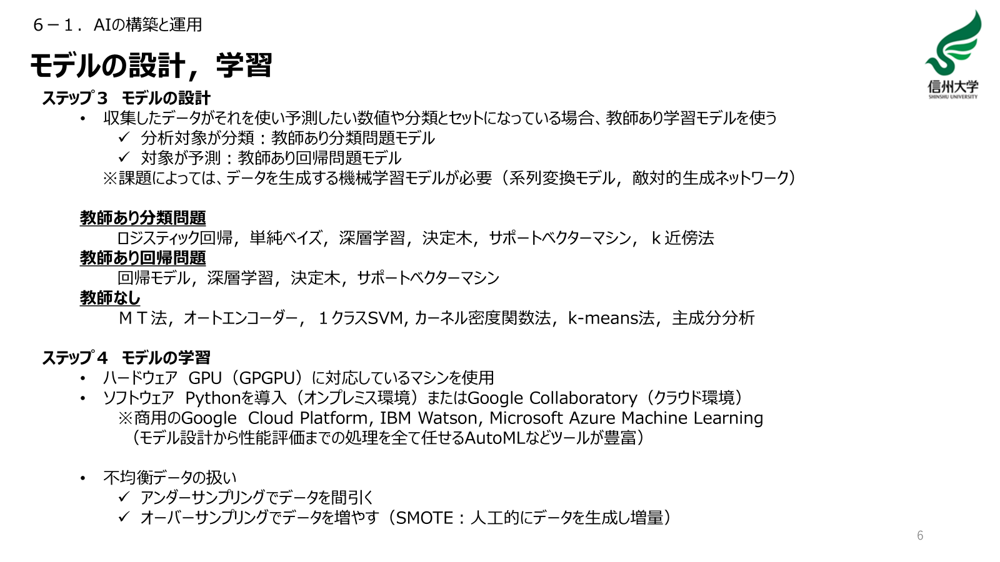 ６－１．AIの構築と運用
モデルの設計，学習
信州大学
SHINSHU UNIVERSITY
ステップ３　モデルの設計
• 収集したデータがそれを使い予測したい数値や分類とセットになっている場合、教師あり学習モデルを使う
✓ 分析対象が分類：教師あり分類問題モデル
✓ 対象が予測：教師あり回帰問題モデル
※課題によっては、データを生成する機械学習モデルが必要（系列変換モデル，敵対的生成ネットワーク）
教師あり分類問題
ロジスティック回帰，単純ベイズ，深層学習，決定木，サポートベクターマシン，ｋ近傍法
教師あり回帰問題
回帰モデル，深層学習，決定木，サポートベクターマシン
教師なし
ＭＴ法，オートエンコーダー，１クラスSVM, カーネル密度関数法，k-means法，主成分分析
ステップ４　モデルの学習
• ハードウェア　GPU（GPGPU）に対応しているマシンを使用
• ソフトウェア　Pythonを導入（オンプレミス環境）またはGoogle Collaboratory（クラウド環境）
※商用のGoogle Cloud Platform, IBM Watson, Microsoft Azure Machine Learning
（モデル設計から性能評価までの処理を全て任せるAutoMLなどツールが豊富）
• 不均衡データの扱い
✓ アンダーサンプリングでデータを間引く
✓ オーバーサンプリングでデータを増やす（SMOTE：人工的にデータを生成し増量）
6